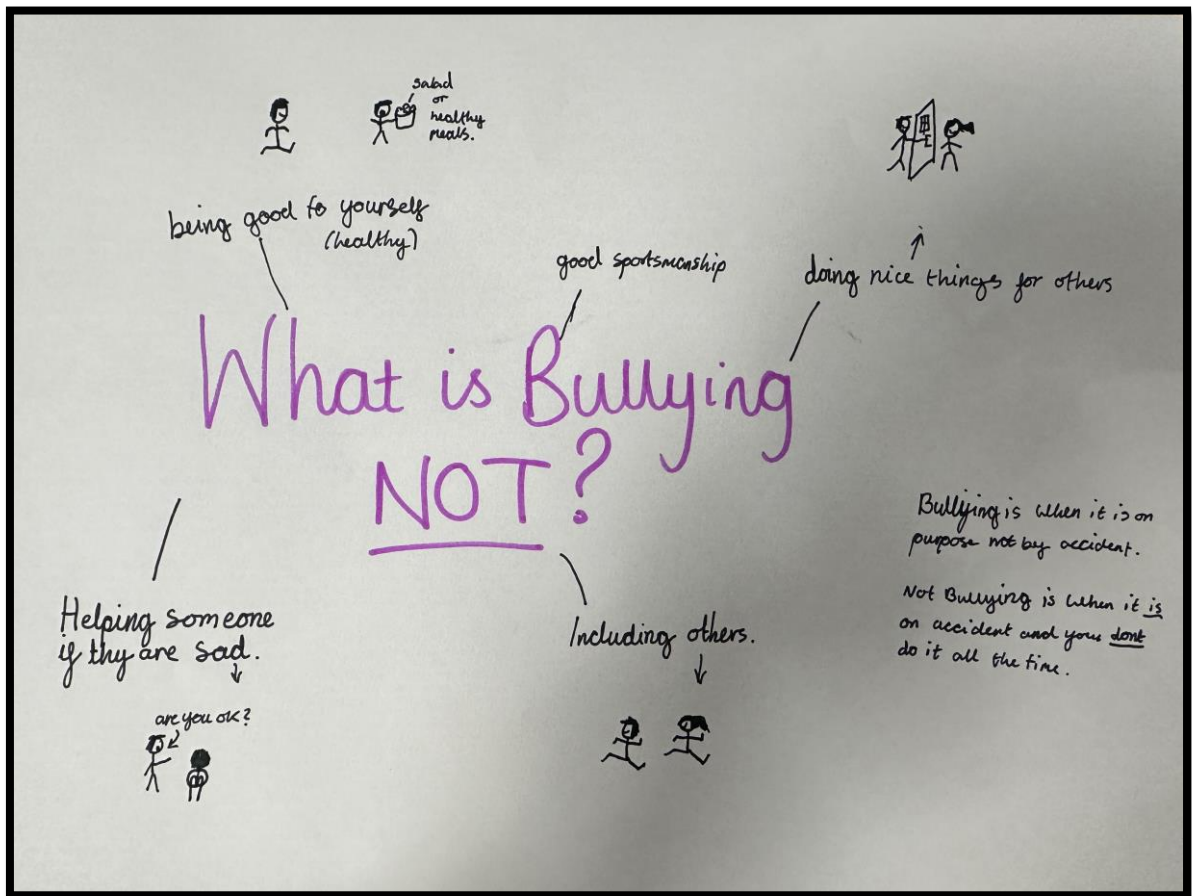 salad
or
healthy
meals.
being good to yourself
(healthy)
good sportsmanship
doing nice things for others
What is Bullying
NOT?
Bullying is when it is on
purpose not by accident.
Not Bullying is when it is
on accident and you dont
do it all the time.
Helping someone
if thy are sad.
are you ok?
Including others.